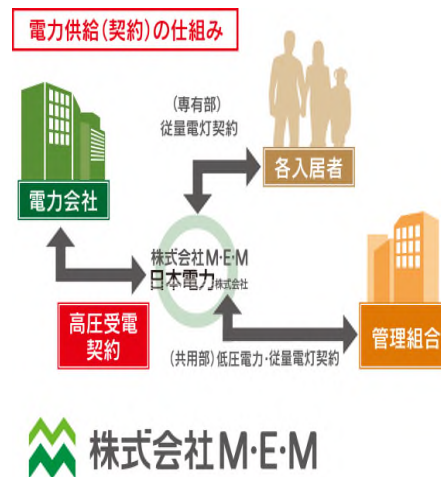 電力供給(契約)の仕組み
電力会社
(専有部)
従量電灯契約
各入居者
株式会社M・E・M
日本電力株式会社
高圧受電
契約
(共用部)低圧電力・従量電灯契約
管理組合
株式会社M・E・M